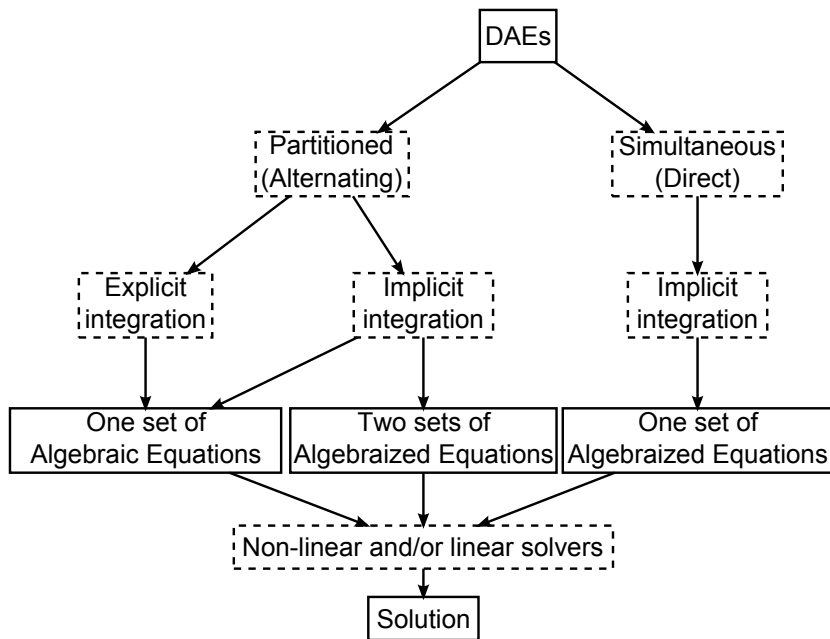 DAEs
Partitioned
(Alternating)
Simultaneous
(Direct)
Explicit
integration
Implicit
integration
Implicit
integration
One set of
Algebraic Equations
Two sets of
Algebraized Equations
One set of
Algebraized Equations
Non-linear and/or linear solvers
Solution